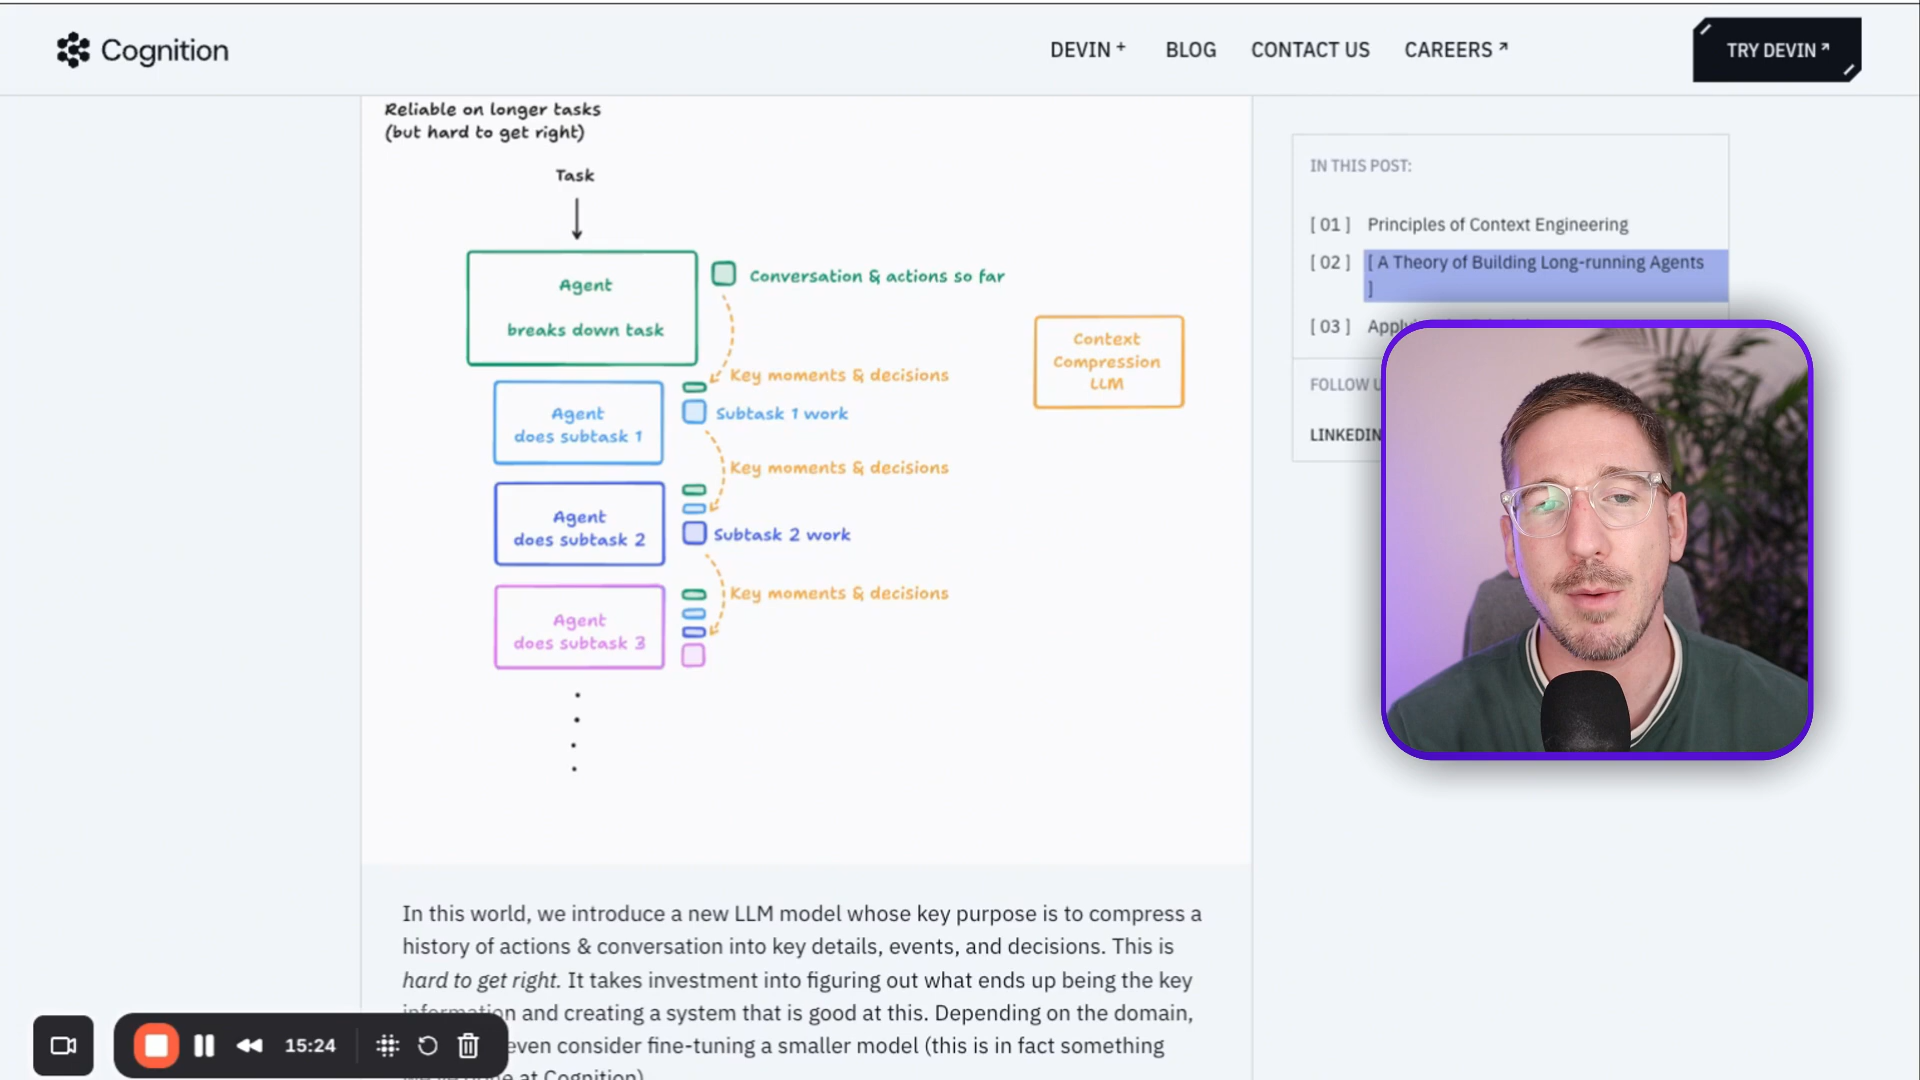 Cognition
DEVIN +
BLOG
CONTACT US
CAREERS ↗
TRY DEVIN ↗
Reliable on longer tasks
(but hard to get right)
Task
Agent
breaks down task
Conversation & actions so far
Context
Compression
LLM
Key moments & decisions
Agent
does subtask 1
Subtask 1 work
Key moments & decisions
Agent
does subtask 2
Subtask 2 work
Key moments & decisions
Agent
does subtask 3
In this world, we introduce a new LLM model whose key purpose is to compress a
history of actions & conversation into key details, events, and decisions. This is
hard to get right. It takes investment into figuring out what ends up being the key
information and creating a system that is good at this. Depending on the domain,
even consider fine-tuning a smaller model (this is in fact something
at Cognition).
IN THIS POST:
[ 01 ] Principles of Context Engineering
[ 02 ] [ A Theory of Building Long-running Agents
]
[ 03 ]
FOLLOW
LINKEDIN
15:24